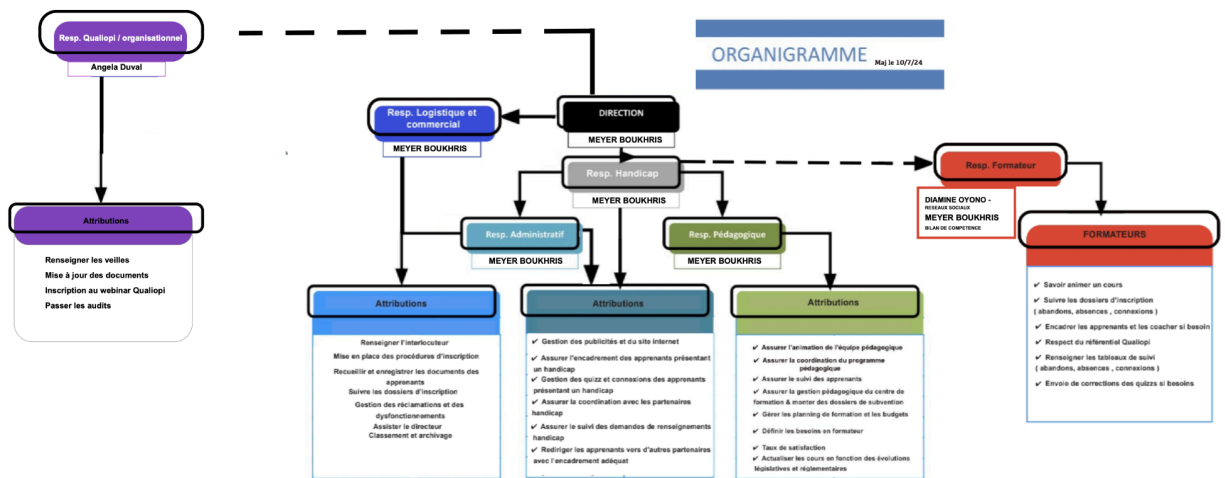 Resp. Qualiopi / organisationnel
Angela Duval
Attributions
Renseigner les veilles
Mise à jour des documents
Inscription au webinar Qualiopi
Passer les audits
ORGANIGRAMME
Maj le 10/7/24
DIRECTION
MEYER BOUKHRIS
Resp. Logistique et
commercial
MEYER BOUKHRIS
Resp. Handicap
MEYER BOUKHRIS
Resp. Administratif
MEYER BOUKHRIS
Resp. Pédagogique
MEYER BOUKHRIS
Resp. Formateur
DIAMINE OYONO -
RESEAUX SOCIAUX
MEYER BOUKHRIS
BILAN DE COMPETENCE
Attributions
Renseigner l'interlocuteur
Mise en place des procédures d'inscription
Recueillir et enregistrer les documents des
apprenants
Suivre les dossiers d'inscription
Gestion des réclamations et des
dysfonctionnements
Assister le directeur
Classement et archivage
Attributions
✔ Gestion des publicités et du site internet
✔ Assurer l'encadrement des apprenants présentant
un handicap
✔ Gestion des quizz et connexions des apprenants
présentant un handicap
✔ Assurer la coordination avec les partenaires
handicap
✔ Assurer le suivi des demandes de renseignements
handicap
✔ Rediriger les apprenants vers d'autres partenaires
avec l'encadrement adéquat
Attributions
✔ Assurer l'animation de l'équipe pédagogique
✔ Assurer la coordination du programme
pédagogique
✔ Assurer le suivi des apprenants
✔ Assurer la gestion pédagogique du centre de
formation & monter des dossiers de subvention
✔ Gérer les planning de formation et les budgets
✔ Définir les besoins en formateur
✔ Taux de satisfaction
✔ Actualiser les cours en fonction des évolutions
législatives et réglementaires
FORMATEURS
✔ Savoir animer un cours
✔ Suivre les dossiers d'inscription
( abandons, absences , connexions )
✔ Encadrer les apprenants et les coacher si besoin
✔ Respect du référentiel Qualiopi
✔ Renseigner les tableaux de suivi
( abandons, absences , connexions )
✔ Envoie de corrections des quizzs si besoins